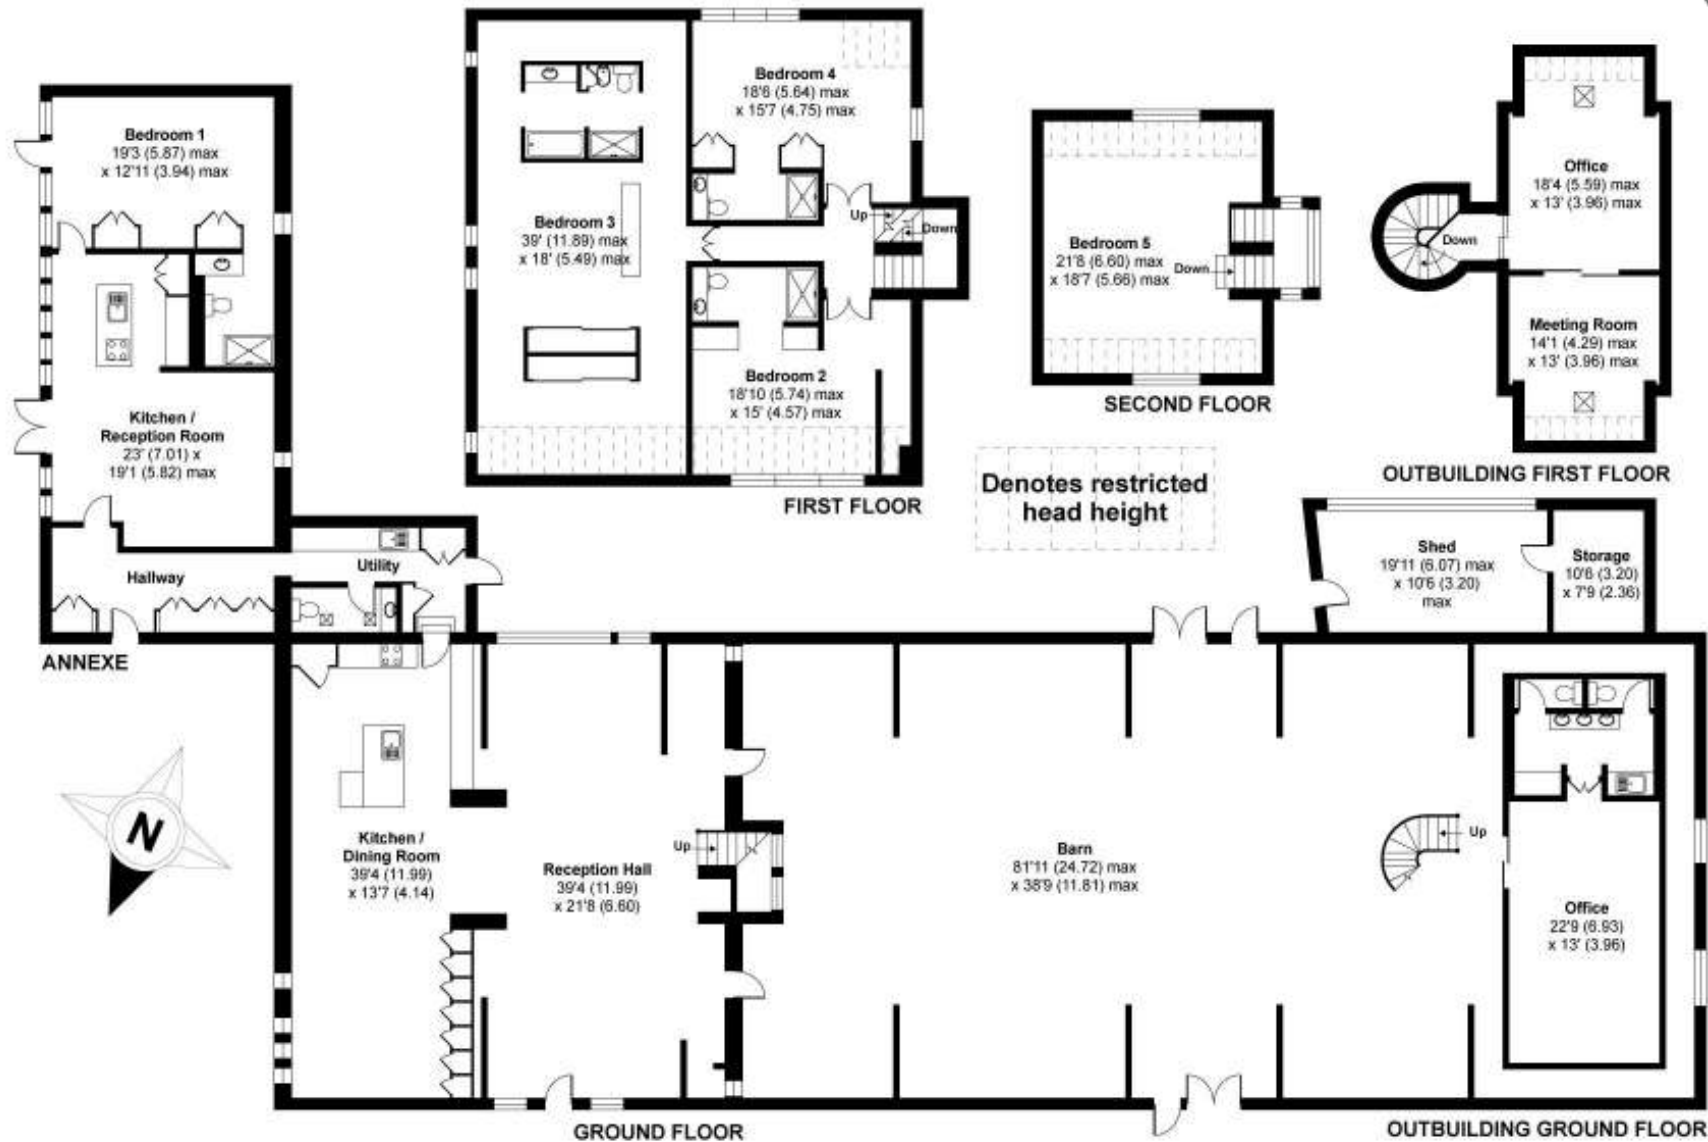 Bedroom 1
19'3 (5.87) max
x 12'11 (3.94) max
Kitchen /
Reception Room
23' (7.01) x
19'1 (5.82) max
Hallway
Utility
ANNEXE
Bedroom 3
39' (11.89) max
x 18' (5.49) max
Bedroom 4
18'6 (5.64) max
x 15'7 (4.75) max
Up
Down
Bedroom 2
18'10 (5.74) max
x 15' (4.57) max
FIRST FLOOR
Bedroom 5
21'8 (6.60) max
x 18'7 (5.66) max
Down
SECOND FLOOR
Denotes restricted
head height
Office
18'4 (5.59) max
x 13' (3.96) max
Down
Meeting Room
14'1 (4.29) max
x 13' (3.96) max
OUTBUILDING FIRST FLOOR
Shed
19'11 (6.07) max
x 10'6 (3.20)
max
Storage
10'6 (3.20)
x 7'9 (2.36)
N
Kitchen /
Dining Room
39'4 (11.99)
x 13'7 (4.14)
Reception Hall
39'4 (11.99)
x 21'8 (6.60)
Up
GROUND FLOOR
Barn
81'11 (24.72) max
x 38'9 (11.81) max
Up
Office
22'9 (6.93)
x 13' (3.96)
OUTBUILDING GROUND FLOOR